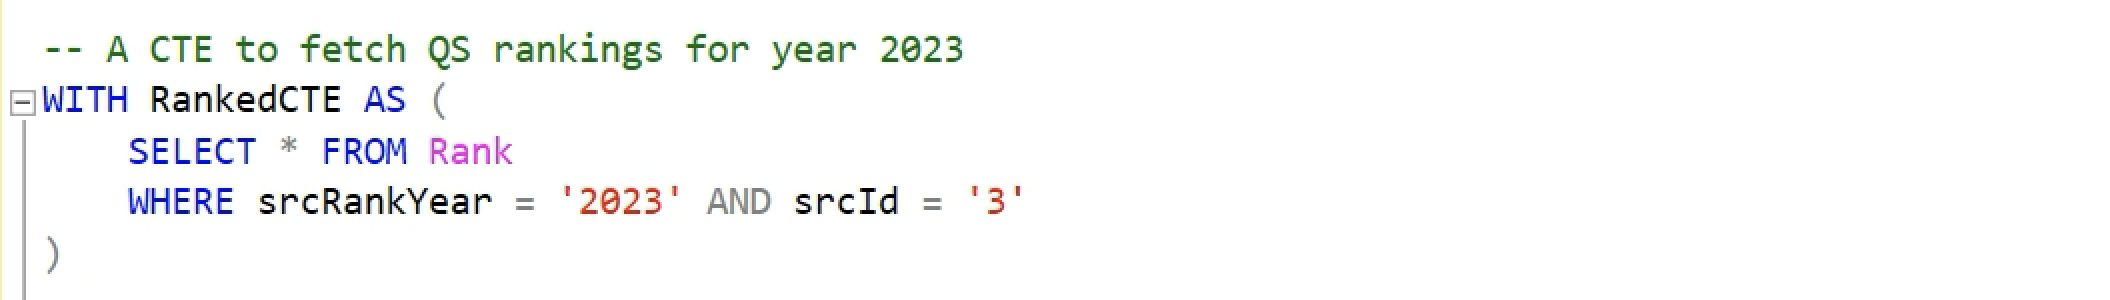 -- A CTE to fetch QS rankings for year 2023
WITH RankedCTE AS (
    SELECT * FROM Rank
    WHERE srcRankYear = '2023' AND srcId = '3'
)